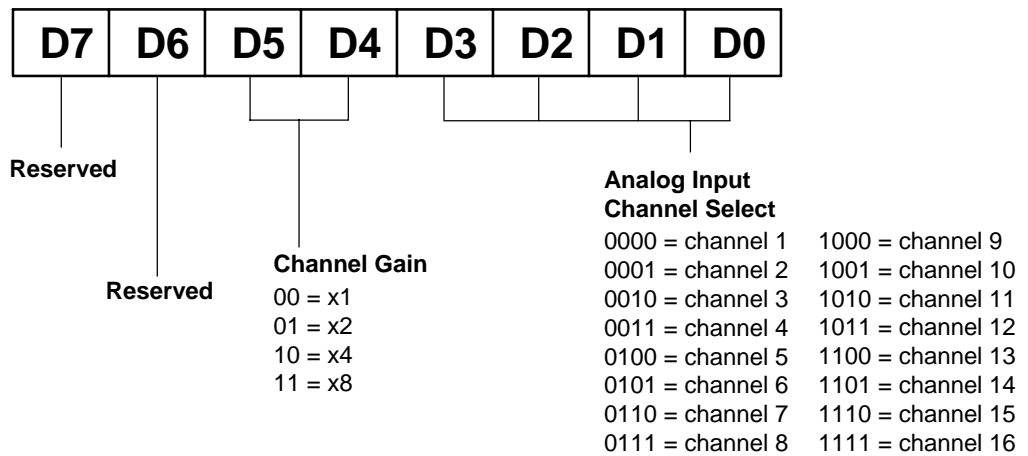 D7 D6 D5 D4 D3 D2 D1 D0
Reserved
Reserved
Channel Gain
00 = x1
01 = x2
10 = x4
11 = x8
Analog Input
Channel Select
0000 = channel 1 1000 = channel 9
0001 = channel 2 1001 = channel 10
0010 = channel 3 1010 = channel 11
0011 = channel 4 1011 = channel 12
0100 = channel 5 1100 = channel 13
0101 = channel 6 1101 = channel 14
0110 = channel 7 1110 = channel 15
0111 = channel 8 1111 = channel 16